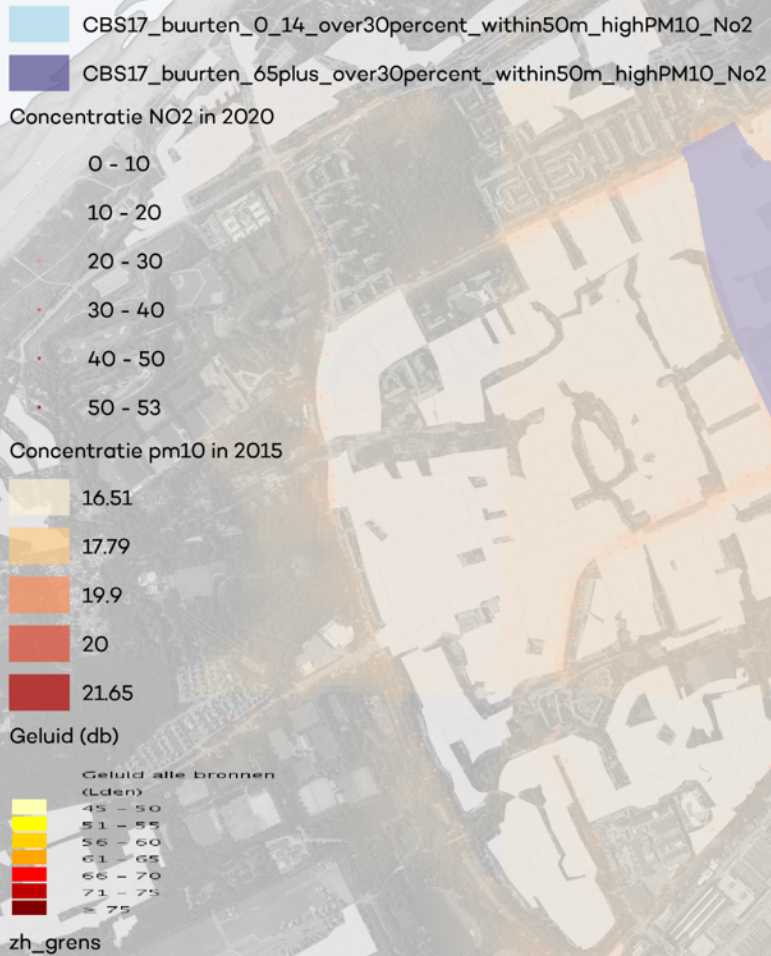 CBS17_buurten_0_14_over30percent_within50m_highPM10_No2
CBS17_buurten_65plus_over30percent_within50m_highPM10_No2
Concentratie NO2 in 2020
0 - 10
10 - 20
20 - 30
30 - 40
40 - 50
50 - 53
Concentratie pm10 in 2015
16.51
17.79
19.9
20
21.65
Geluid (db)
Geluid alle bronnen
(Lden)
45 - 50
51 - 55
56 - 60
61 - 65
66 - 70
71 - 75
≥ 75
zh_grens